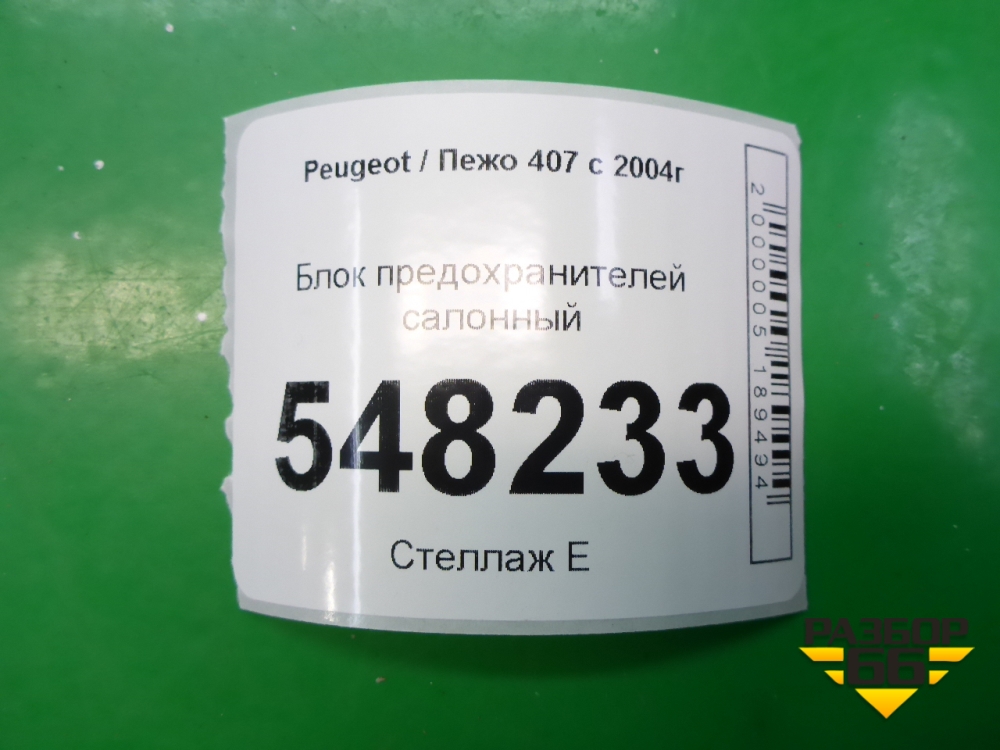 Peugeot / Пежо 407 с 2004г
Блок предохранителей
салонный
548233
Стеллаж Е
2000005189494
РАЗБОР
66